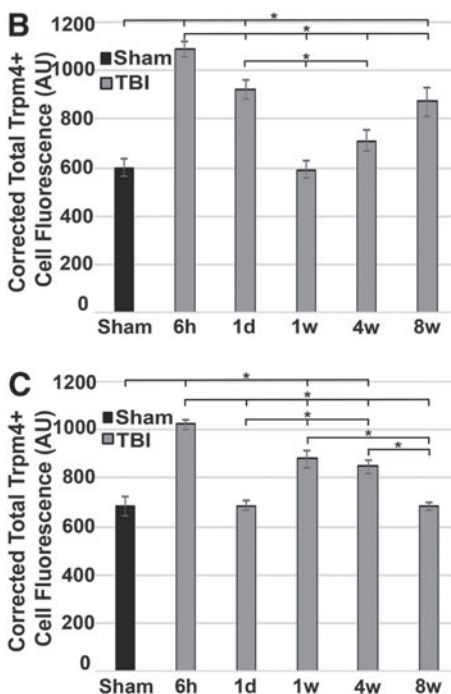 B
Corrected Total Trpm4+
Cell Fluorescence (AU)
1200
1000
800
600
400
200
0
*
*
*
Sham
TBI
Sham 6h 1d 1w 4w 8w
C
Corrected Total Trpm4+
Cell Fluorescence (AU)
1200
1000
800
600
400
200
0
*
*
*
*
*
Sham
TBI
Sham 6h 1d 1w 4w 8w